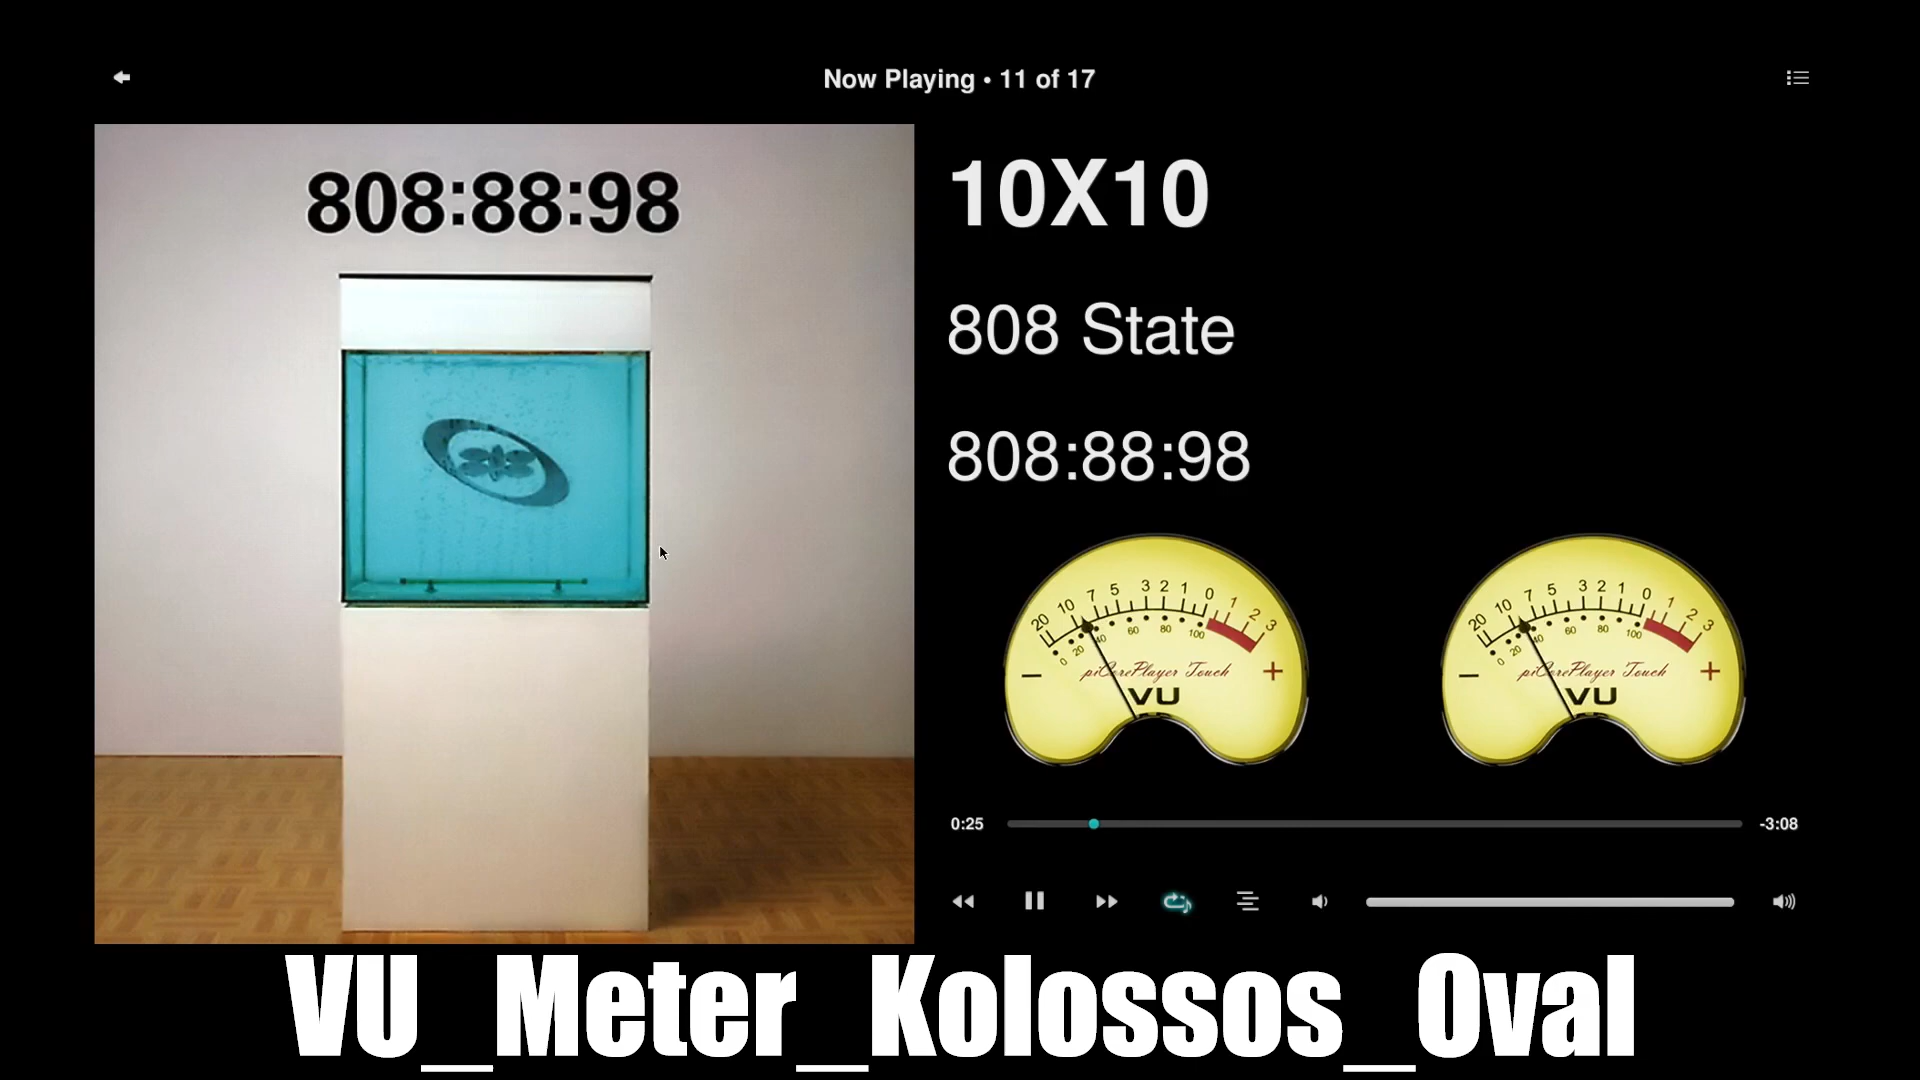 Now Playing • 11 of 17
808:88:98
10X10
808 State
808:88:98
20 10 7 5 3 2 1 0 1 2 3
0 20 40 60 80 100
piCorePlayer Touch
− VU +
20 10 7 5 3 2 1 0 1 2 3
0 20 40 60 80 100
piCorePlayer Touch
− VU +
0:25
-3:08
VU_Meter_Kolossos_Oval